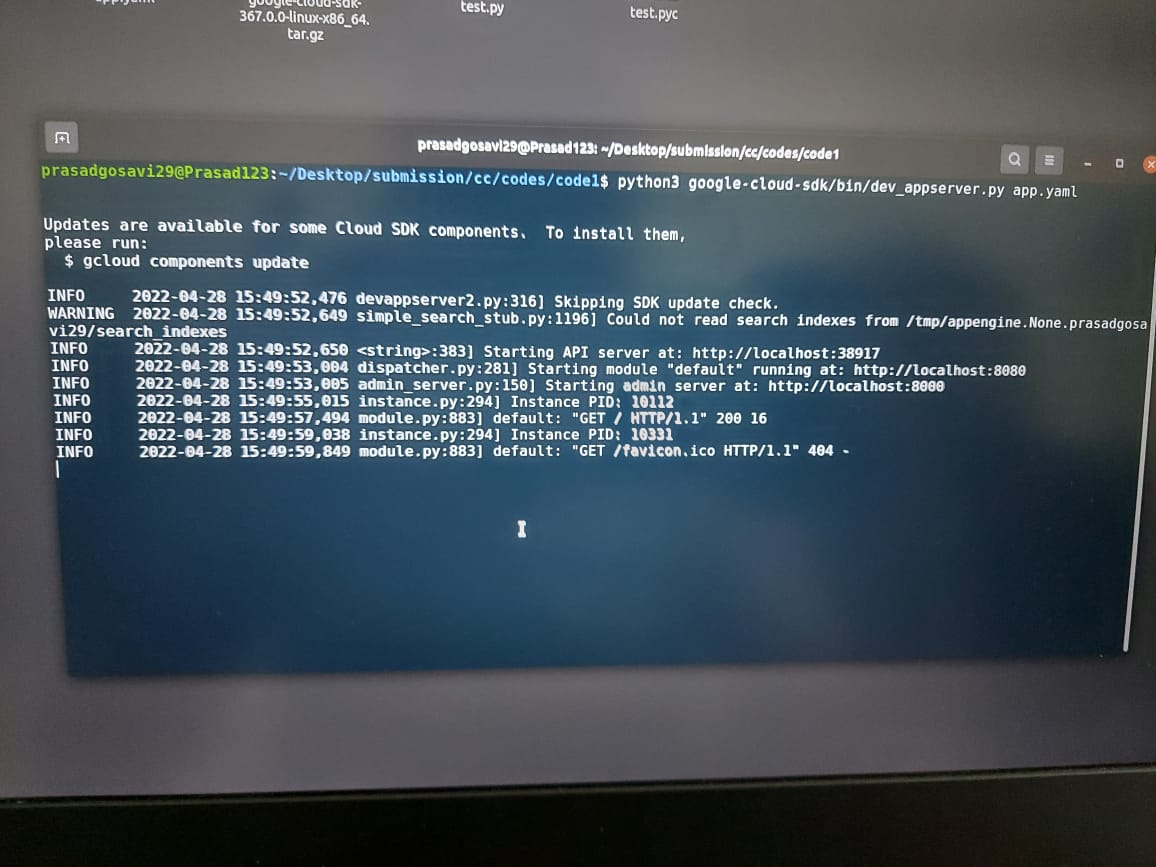 google-cloud-sdk-
367.0.0-linux-x86_64.
tar.gz
test.py
test.pyc
prasadgosavi29@Prasad123: ~/Desktop/submission/cc/codes/code1
prasadgosavi29@Prasad123:~/Desktop/submission/cc/codes/code1$ python3 google-cloud-sdk/bin/dev_appserver.py app.yaml
Updates are available for some Cloud SDK components.  To install them,
please run:
$ gcloud components update
INFO     2022-04-28 15:49:52,476 devappserver2.py:316] Skipping SDK update check.
WARNING  2022-04-28 15:49:52,649 simple_search_stub.py:1196] Could not read search indexes from /tmp/appengine.None.prasadgosa
vi29/search_indexes
INFO     2022-04-28 15:49:52,650 <string>:383] Starting API server at: http://localhost:38917
INFO     2022-04-28 15:49:53,004 dispatcher.py:281] Starting module "default" running at: http://localhost:8080
INFO     2022-04-28 15:49:53,005 admin_server.py:150] Starting admin server at: http://localhost:8000
INFO     2022-04-28 15:49:55,015 instance.py:294] Instance PID: 10112
INFO     2022-04-28 15:49:57,494 module.py:883] default: "GET / HTTP/1.1" 200 16
INFO     2022-04-28 15:49:59,038 instance.py:294] Instance PID: 10331
INFO     2022-04-28 15:49:59,849 module.py:883] default: "GET /favicon.ico HTTP/1.1" 404 -